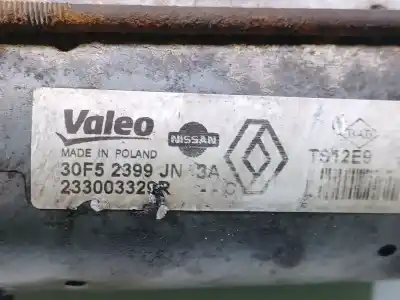 Valeo
NISSAN
MADE IN POLAND
30F5 2399 JN 3A
233003329R C
TS12E9